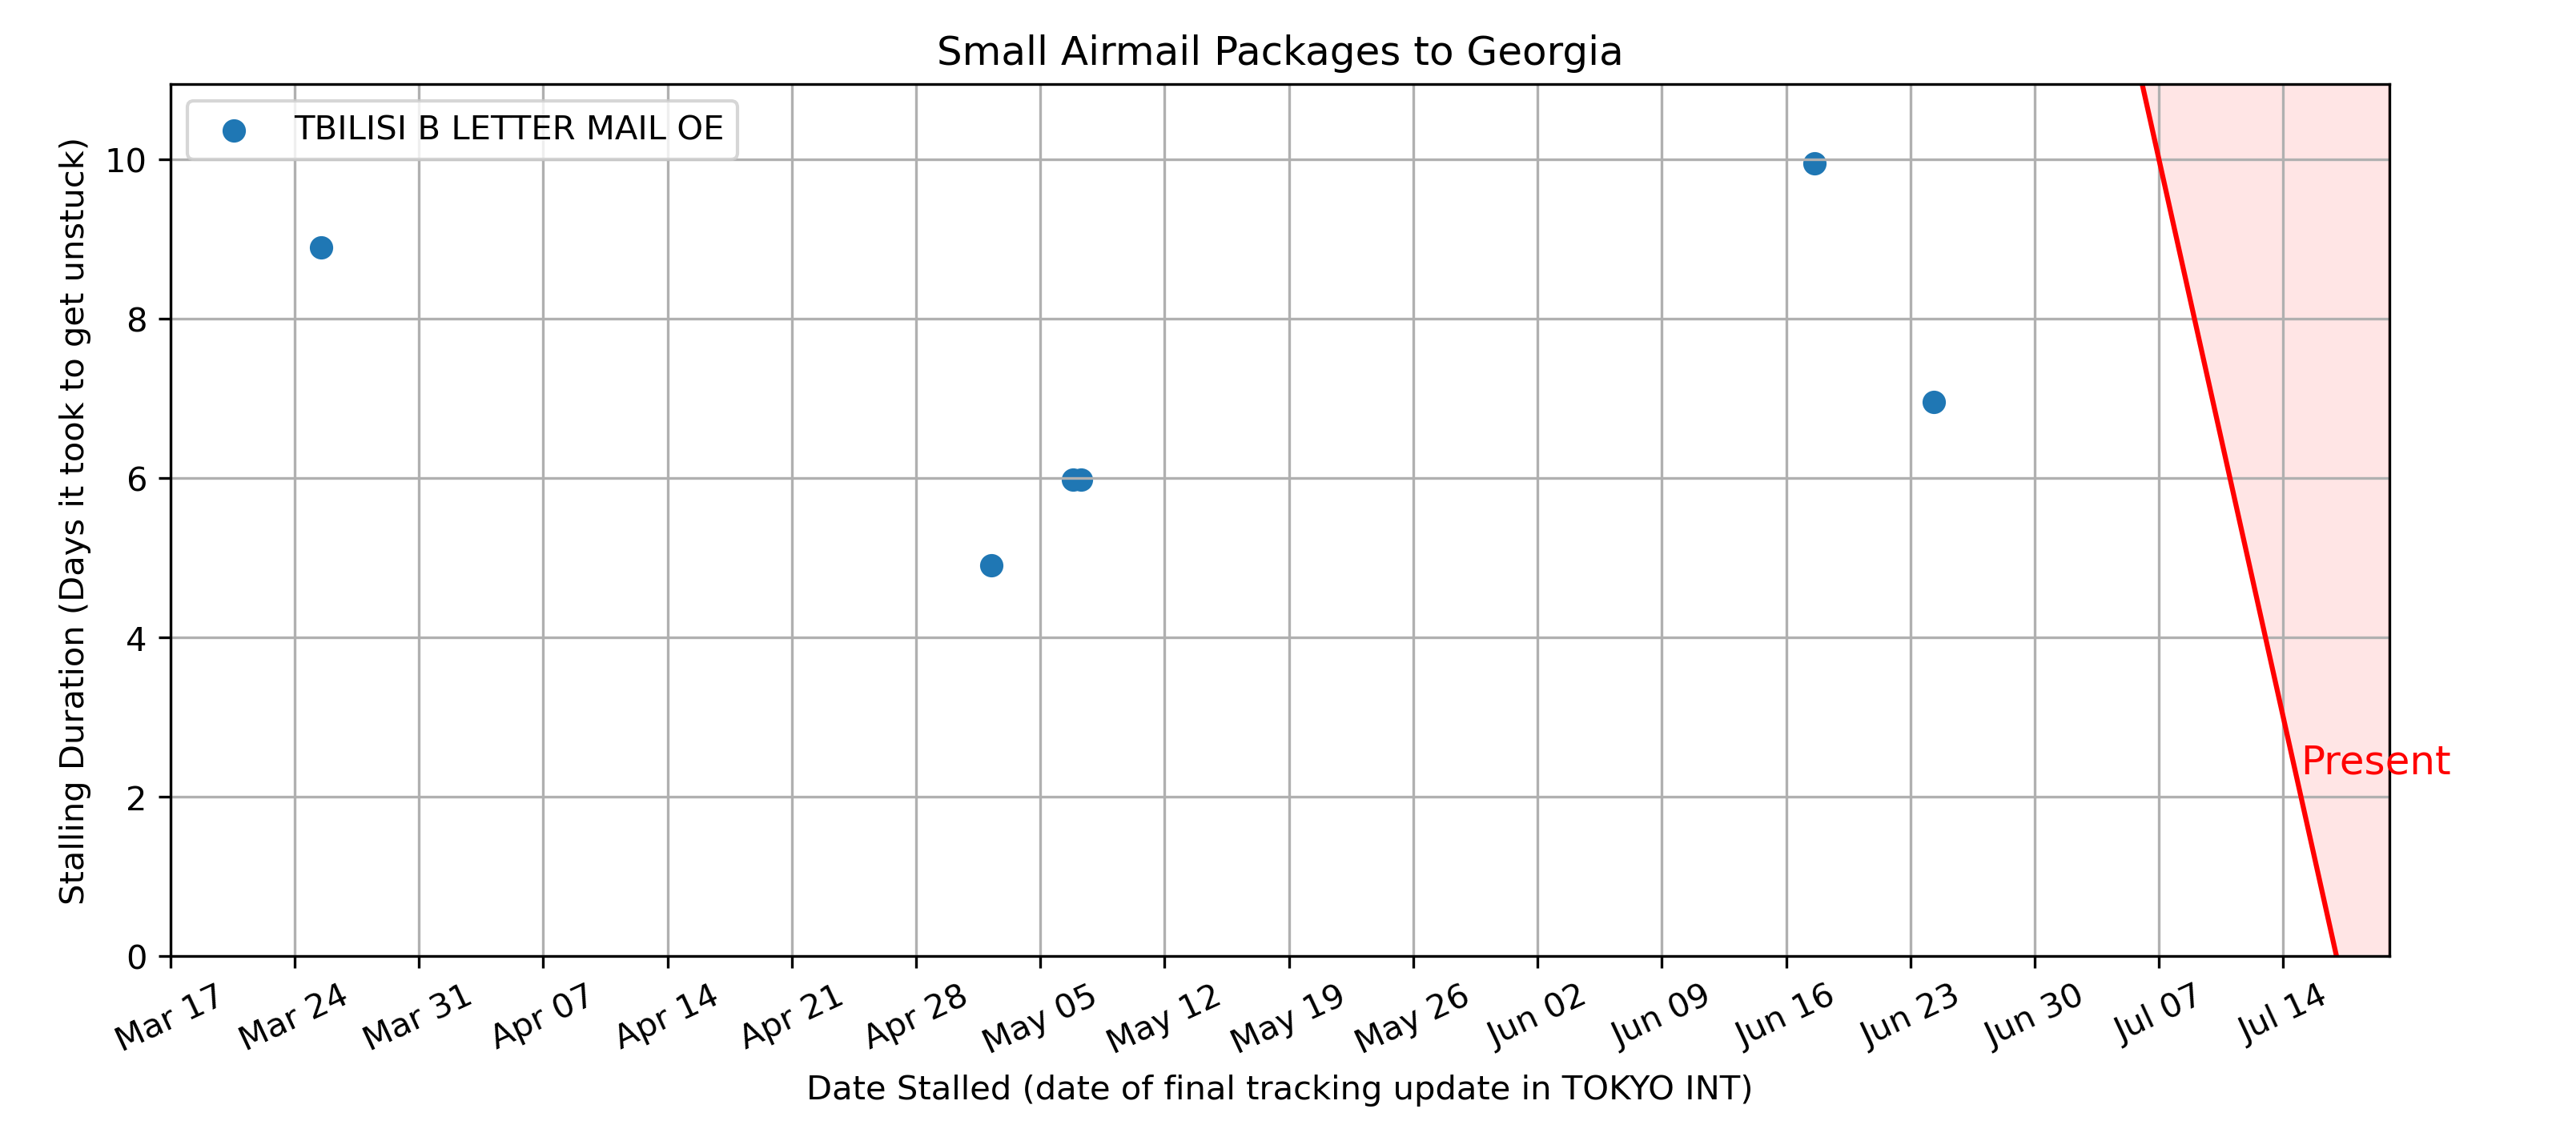 Small Airmail Packages to Georgia
TBILISI B LETTER MAIL OE
Stalling Duration (Days it took to get unstuck)
10
8
6
4
2
0
Present
Mar 17
Mar 24
Mar 31
Apr 07
Apr 14
Apr 21
Apr 28
May 05
May 12
May 19
May 26
Jun 02
Jun 09
Jun 16
Jun 23
Jun 30
Jul 07
Jul 14
Date Stalled (date of final tracking update in TOKYO INT)